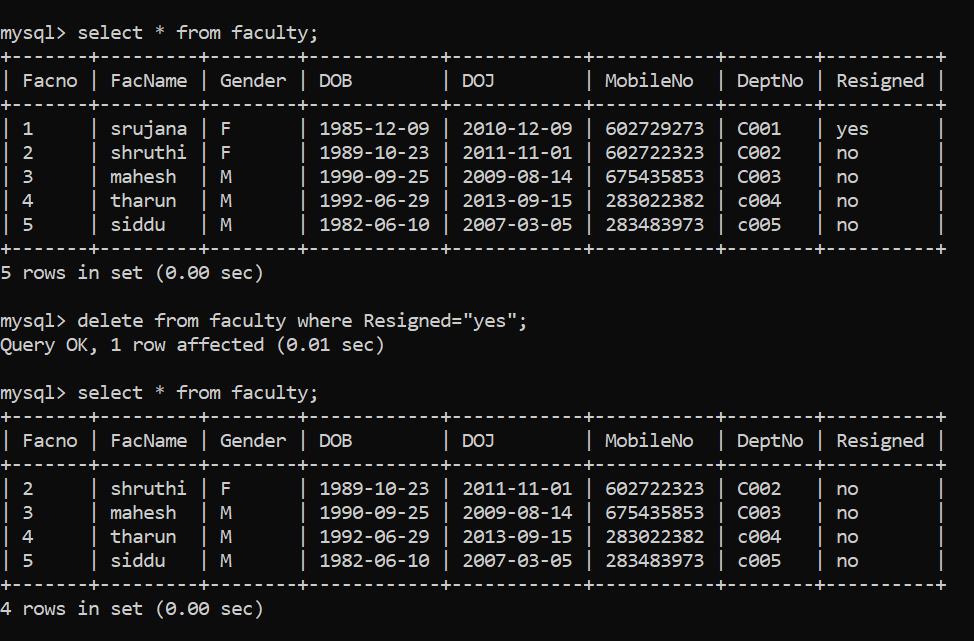 mysql> select * from faculty;
+-------+---------+--------+------------+------------+-----------+--------+----------+
| Facno | FacName | Gender | DOB        | DOJ        | MobileNo  | DeptNo | Resigned |
+-------+---------+--------+------------+------------+-----------+--------+----------+
| 1     | srujana | F      | 1985-12-09 | 2010-12-09 | 602729273 | C001   | yes      |
| 2     | shruthi | F      | 1989-10-23 | 2011-11-01 | 602722323 | C002   | no       |
| 3     | mahesh  | M      | 1990-09-25 | 2009-08-14 | 675435853 | C003   | no       |
| 4     | tharun  | M      | 1992-06-29 | 2013-09-15 | 283022382 | c004   | no       |
| 5     | siddu   | M      | 1982-06-10 | 2007-03-05 | 283483973 | c005   | no       |
+-------+---------+--------+------------+------------+-----------+--------+----------+
5 rows in set (0.00 sec)
mysql> delete from faculty where Resigned="yes";
Query OK, 1 row affected (0.01 sec)
mysql> select * from faculty;
+-------+---------+--------+------------+------------+-----------+--------+----------+
| Facno | FacName | Gender | DOB        | DOJ        | MobileNo  | DeptNo | Resigned |
+-------+---------+--------+------------+------------+-----------+--------+----------+
| 2     | shruthi | F      | 1989-10-23 | 2011-11-01 | 602722323 | C002   | no       |
| 3     | mahesh  | M      | 1990-09-25 | 2009-08-14 | 675435853 | C003   | no       |
| 4     | tharun  | M      | 1992-06-29 | 2013-09-15 | 283022382 | c004   | no       |
| 5     | siddu   | M      | 1982-06-10 | 2007-03-05 | 283483973 | c005   | no       |
+-------+---------+--------+------------+------------+-----------+--------+----------+
4 rows in set (0.00 sec)